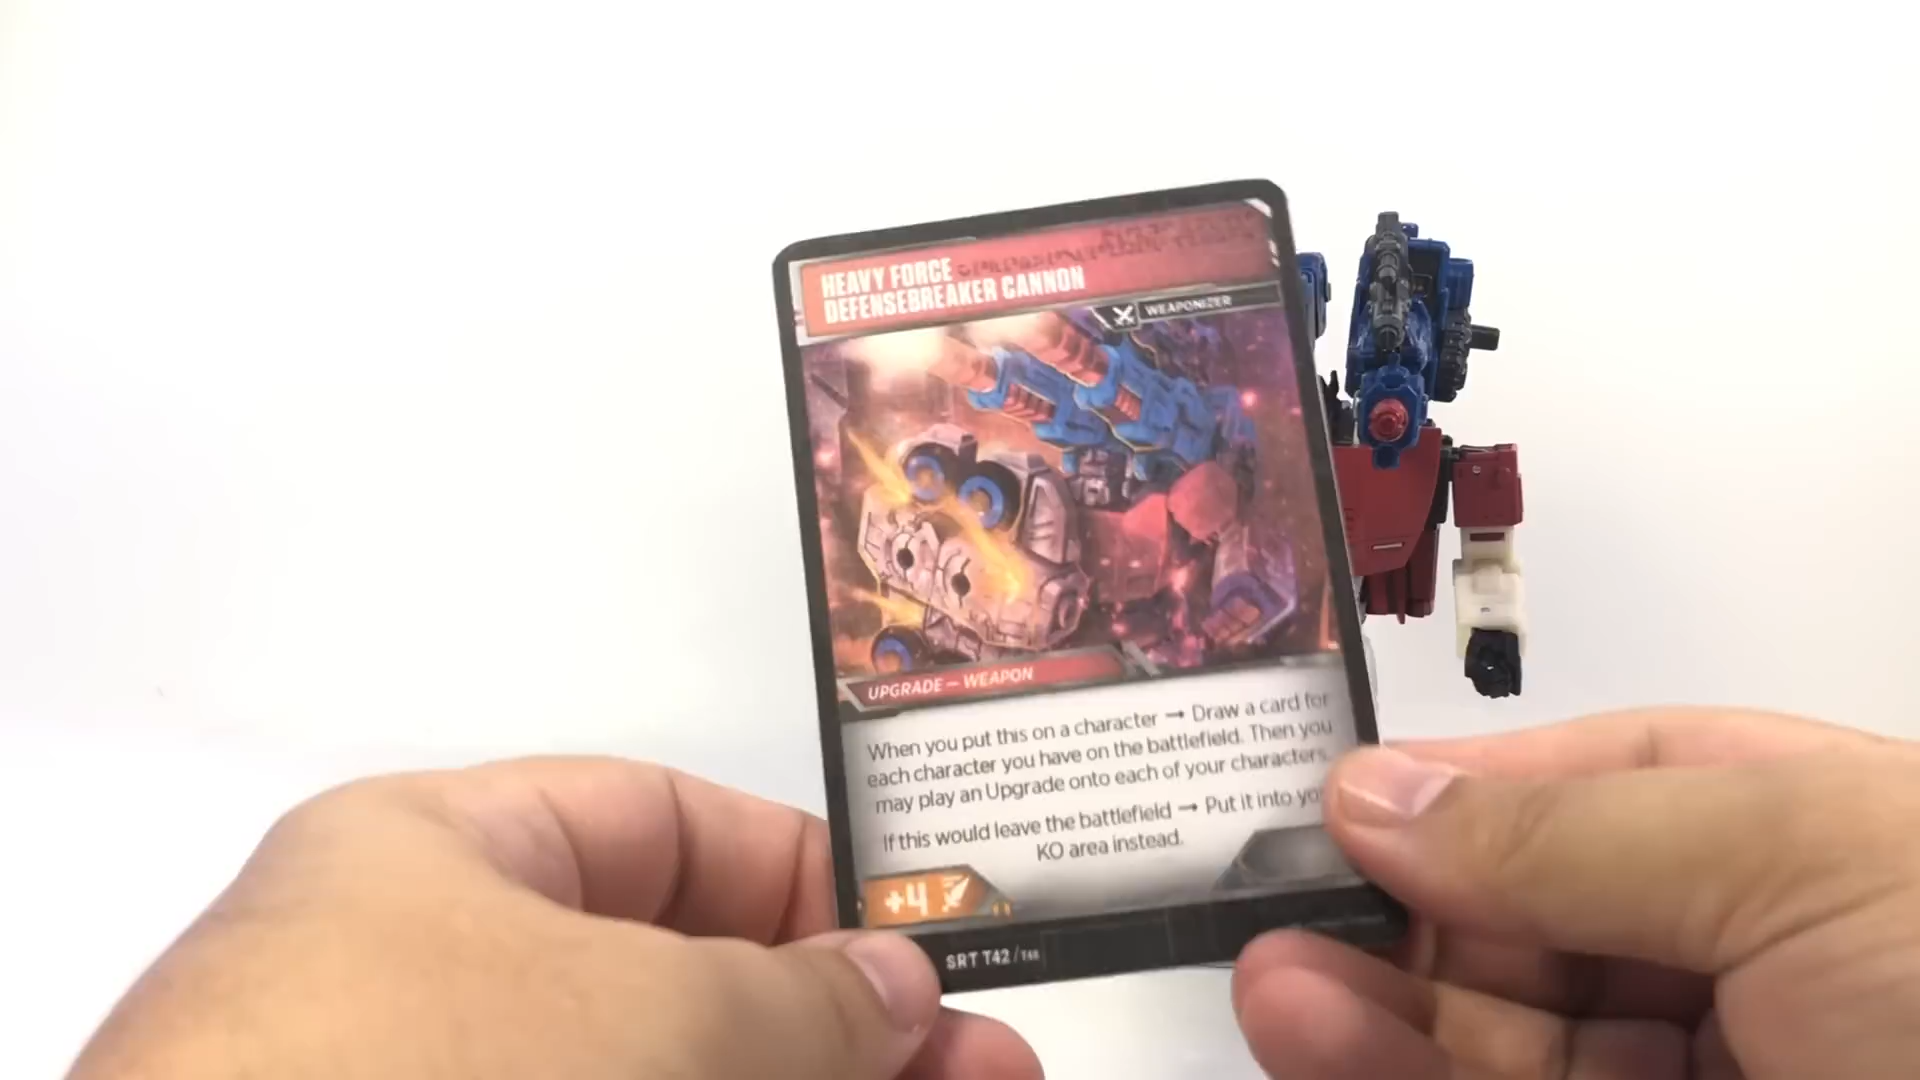 HEAVY FORCE
DEFENSEBREAKER CANNON
WEAPONIZER
UPGRADE — WEAPON
When you put this on a character → Draw a card for
each character you have on the battlefield. Then you
may play an Upgrade onto each of your characters.
If this would leave the battlefield → Put it into
KO area instead.
+4
SRT T42/